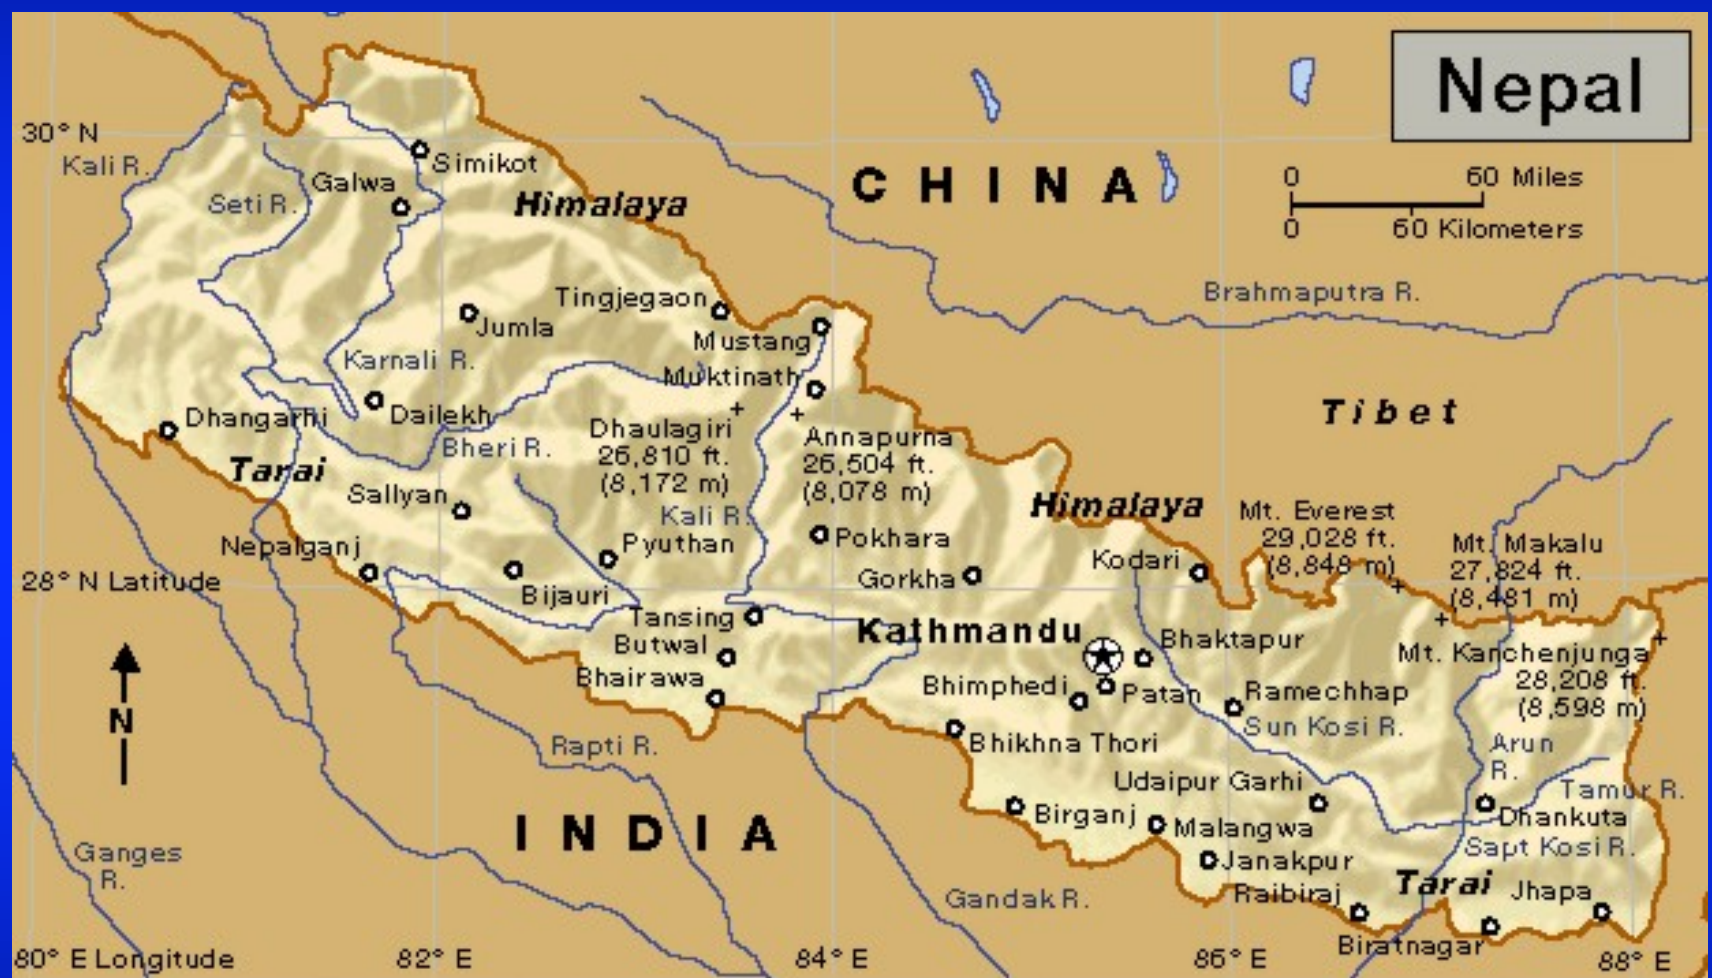 Nepal
30° N
Kali R.
Simikot
Galwa
Seti R.
Himalaya
CHINA
0 60 Miles
0 60 Kilometers
Tingjegaon
Brahmaputra R.
Jumla
Mustang
Karnali R.
Muktinath
Dhangarhi
Dailekh
Tibet
Dhaulagiri
26,810 ft.
(8,172 m)
Annapurna
26,504 ft.
(8,078 m)
Bheri R.
Tarai
Sallyan
Kali R.
Himalaya
Mt. Everest
29,028 ft.
(8,848 m)
Mt. Makalu
27,824 ft.
(8,481 m)
Nepalganj
Pyuthan
Pokhara
Kodari
28° N Latitude
Bijauri
Gorkha
Tansing
Butwal
Bhairawa
Kathmandu
Bhaktapur
Mt. Kanchenjunga
28,208 ft.
(8,598 m)
Bhimphedi
Patan
Ramechhap
Sun Kosi R.
N
Rapti R.
Bhikhna Thori
Arun
R.
Udaipur Garhi
Tamur R.
Birganj
Malangwa
Dhankuta
INDIA
Sapt Kosi R.
Ganges
R.
Janakpur
Gandak R.
Raibiraj
Tarai
Jhapa
Biratnagar
80° E Longitude
82° E
84° E
86° E
88° E